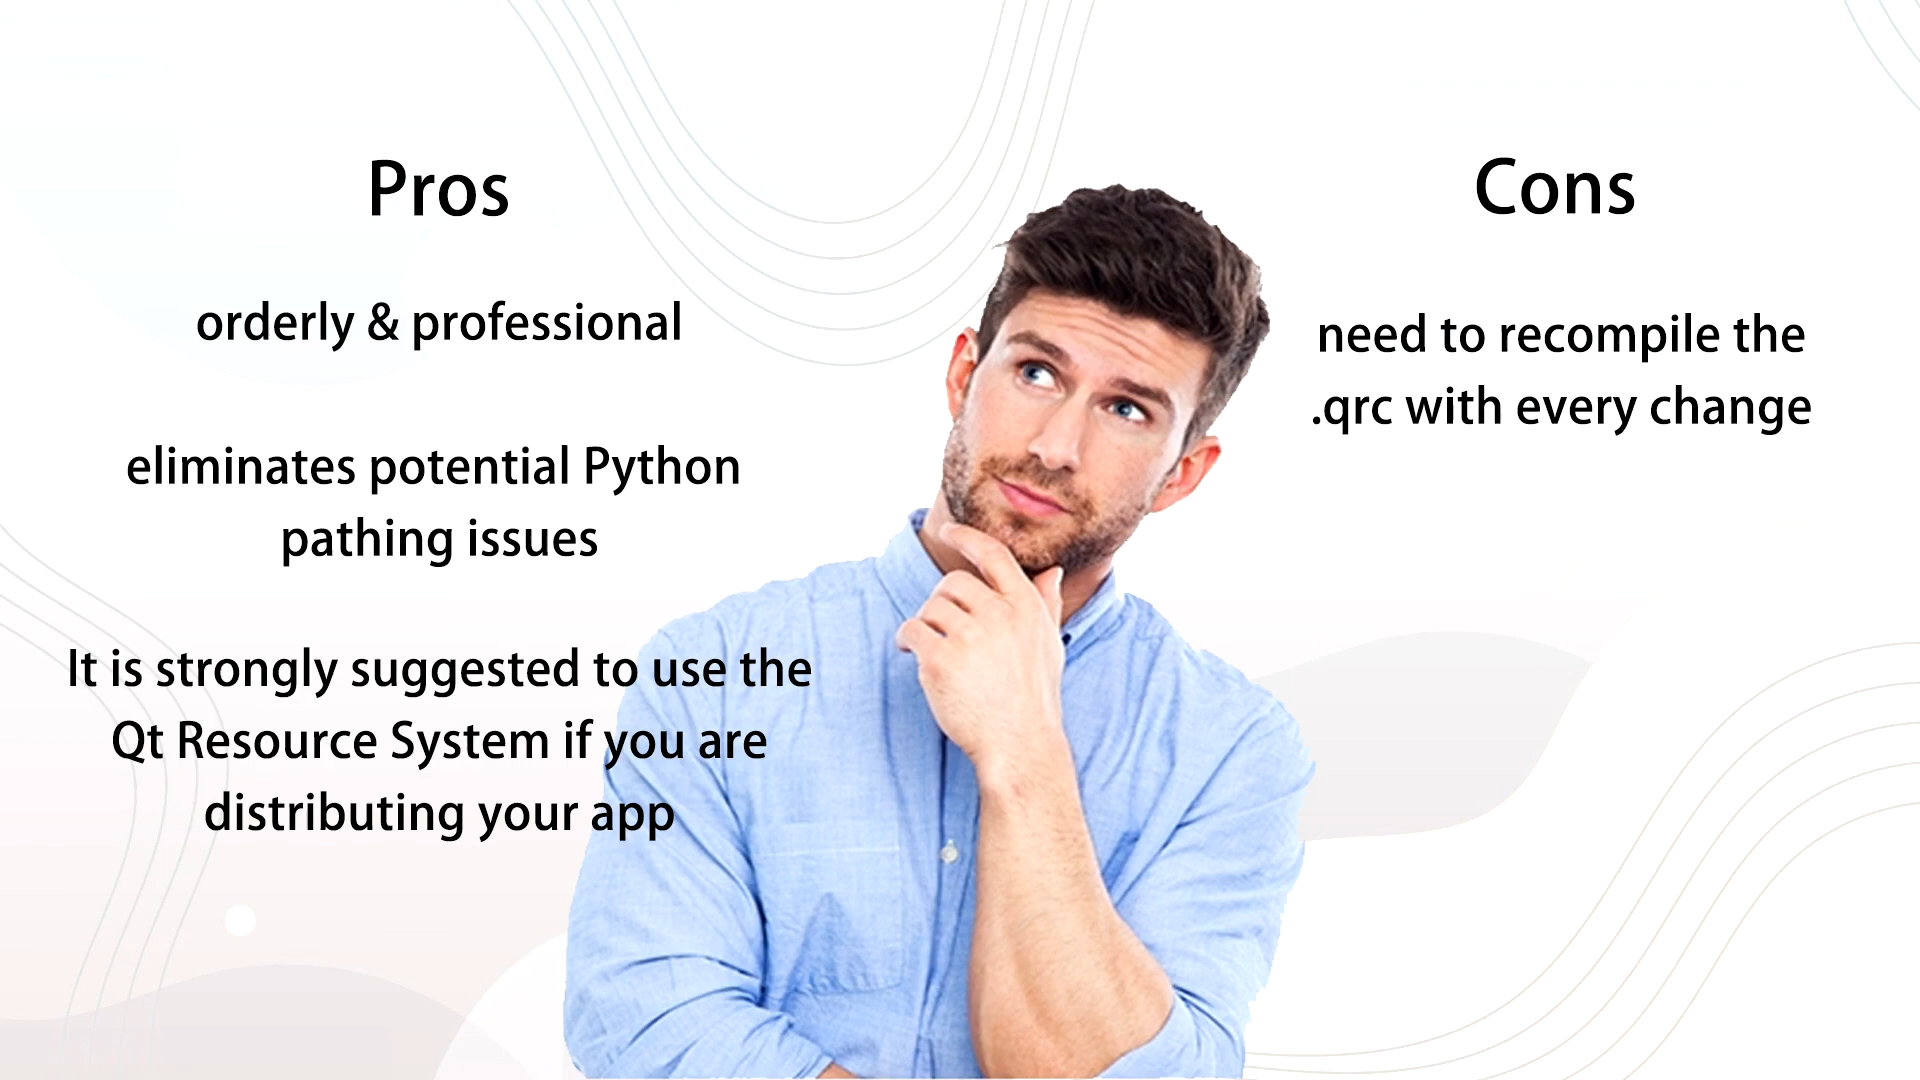 Pros
orderly & professional
eliminates potential Python
pathing issues
It is strongly suggested to use the
Qt Resource System if you are
distributing your app
Cons
need to recompile the
.qrc with every change